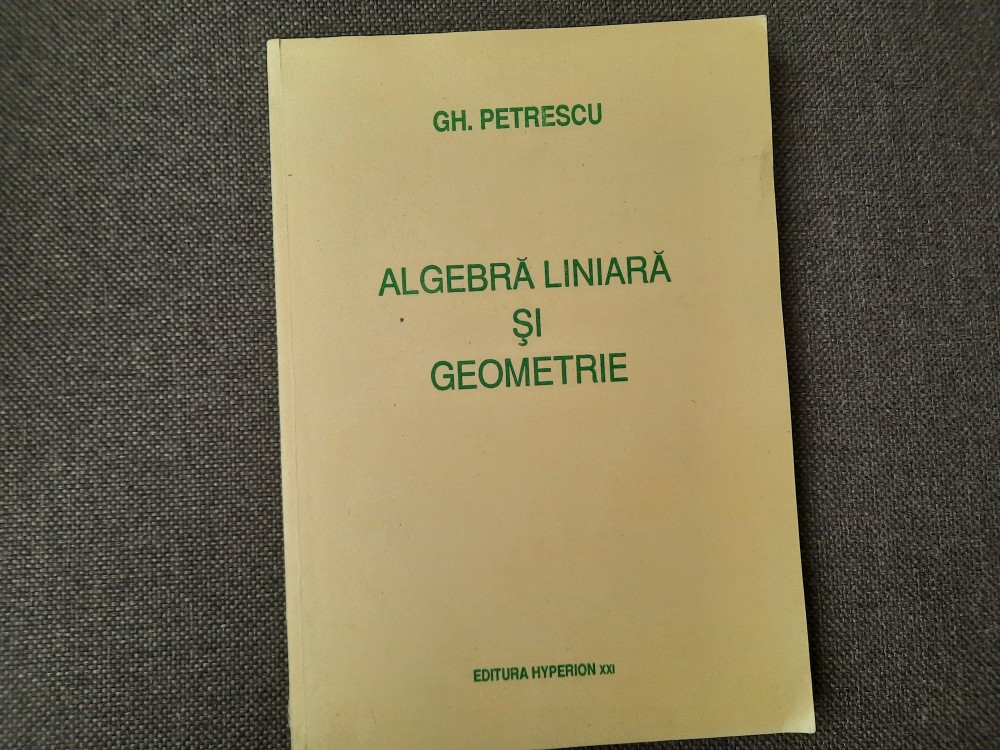 GH. PETRESCU
ALGEBRĂ LINIARĂ
ŞI
GEOMETRIE
EDITURA HYPERION XXI